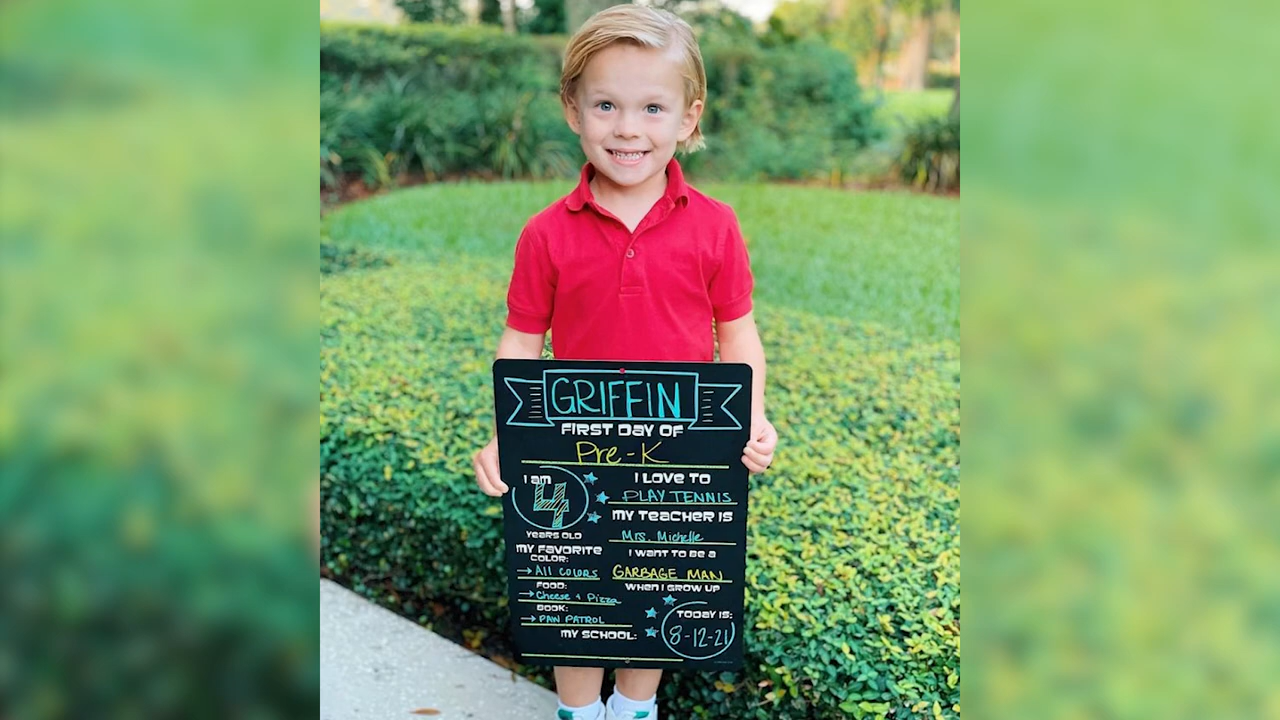 GRIFFIN
FIRST DAY OF
Pre-K
I am
4
YEARS OLD
I LOVE TO
PLAY TENNIS
MY TEACHER IS
Mrs. Michelle
MY FAVORITE
COLOR:
→ All COLORS
FOOD:
→ Cheese + Pizza
BOOK:
→ PAW PATROL
I WANT TO BE A
GARBAGE MAN
WHEN I GROW UP
MY SCHOOL:
TODAY IS:
8-12-21